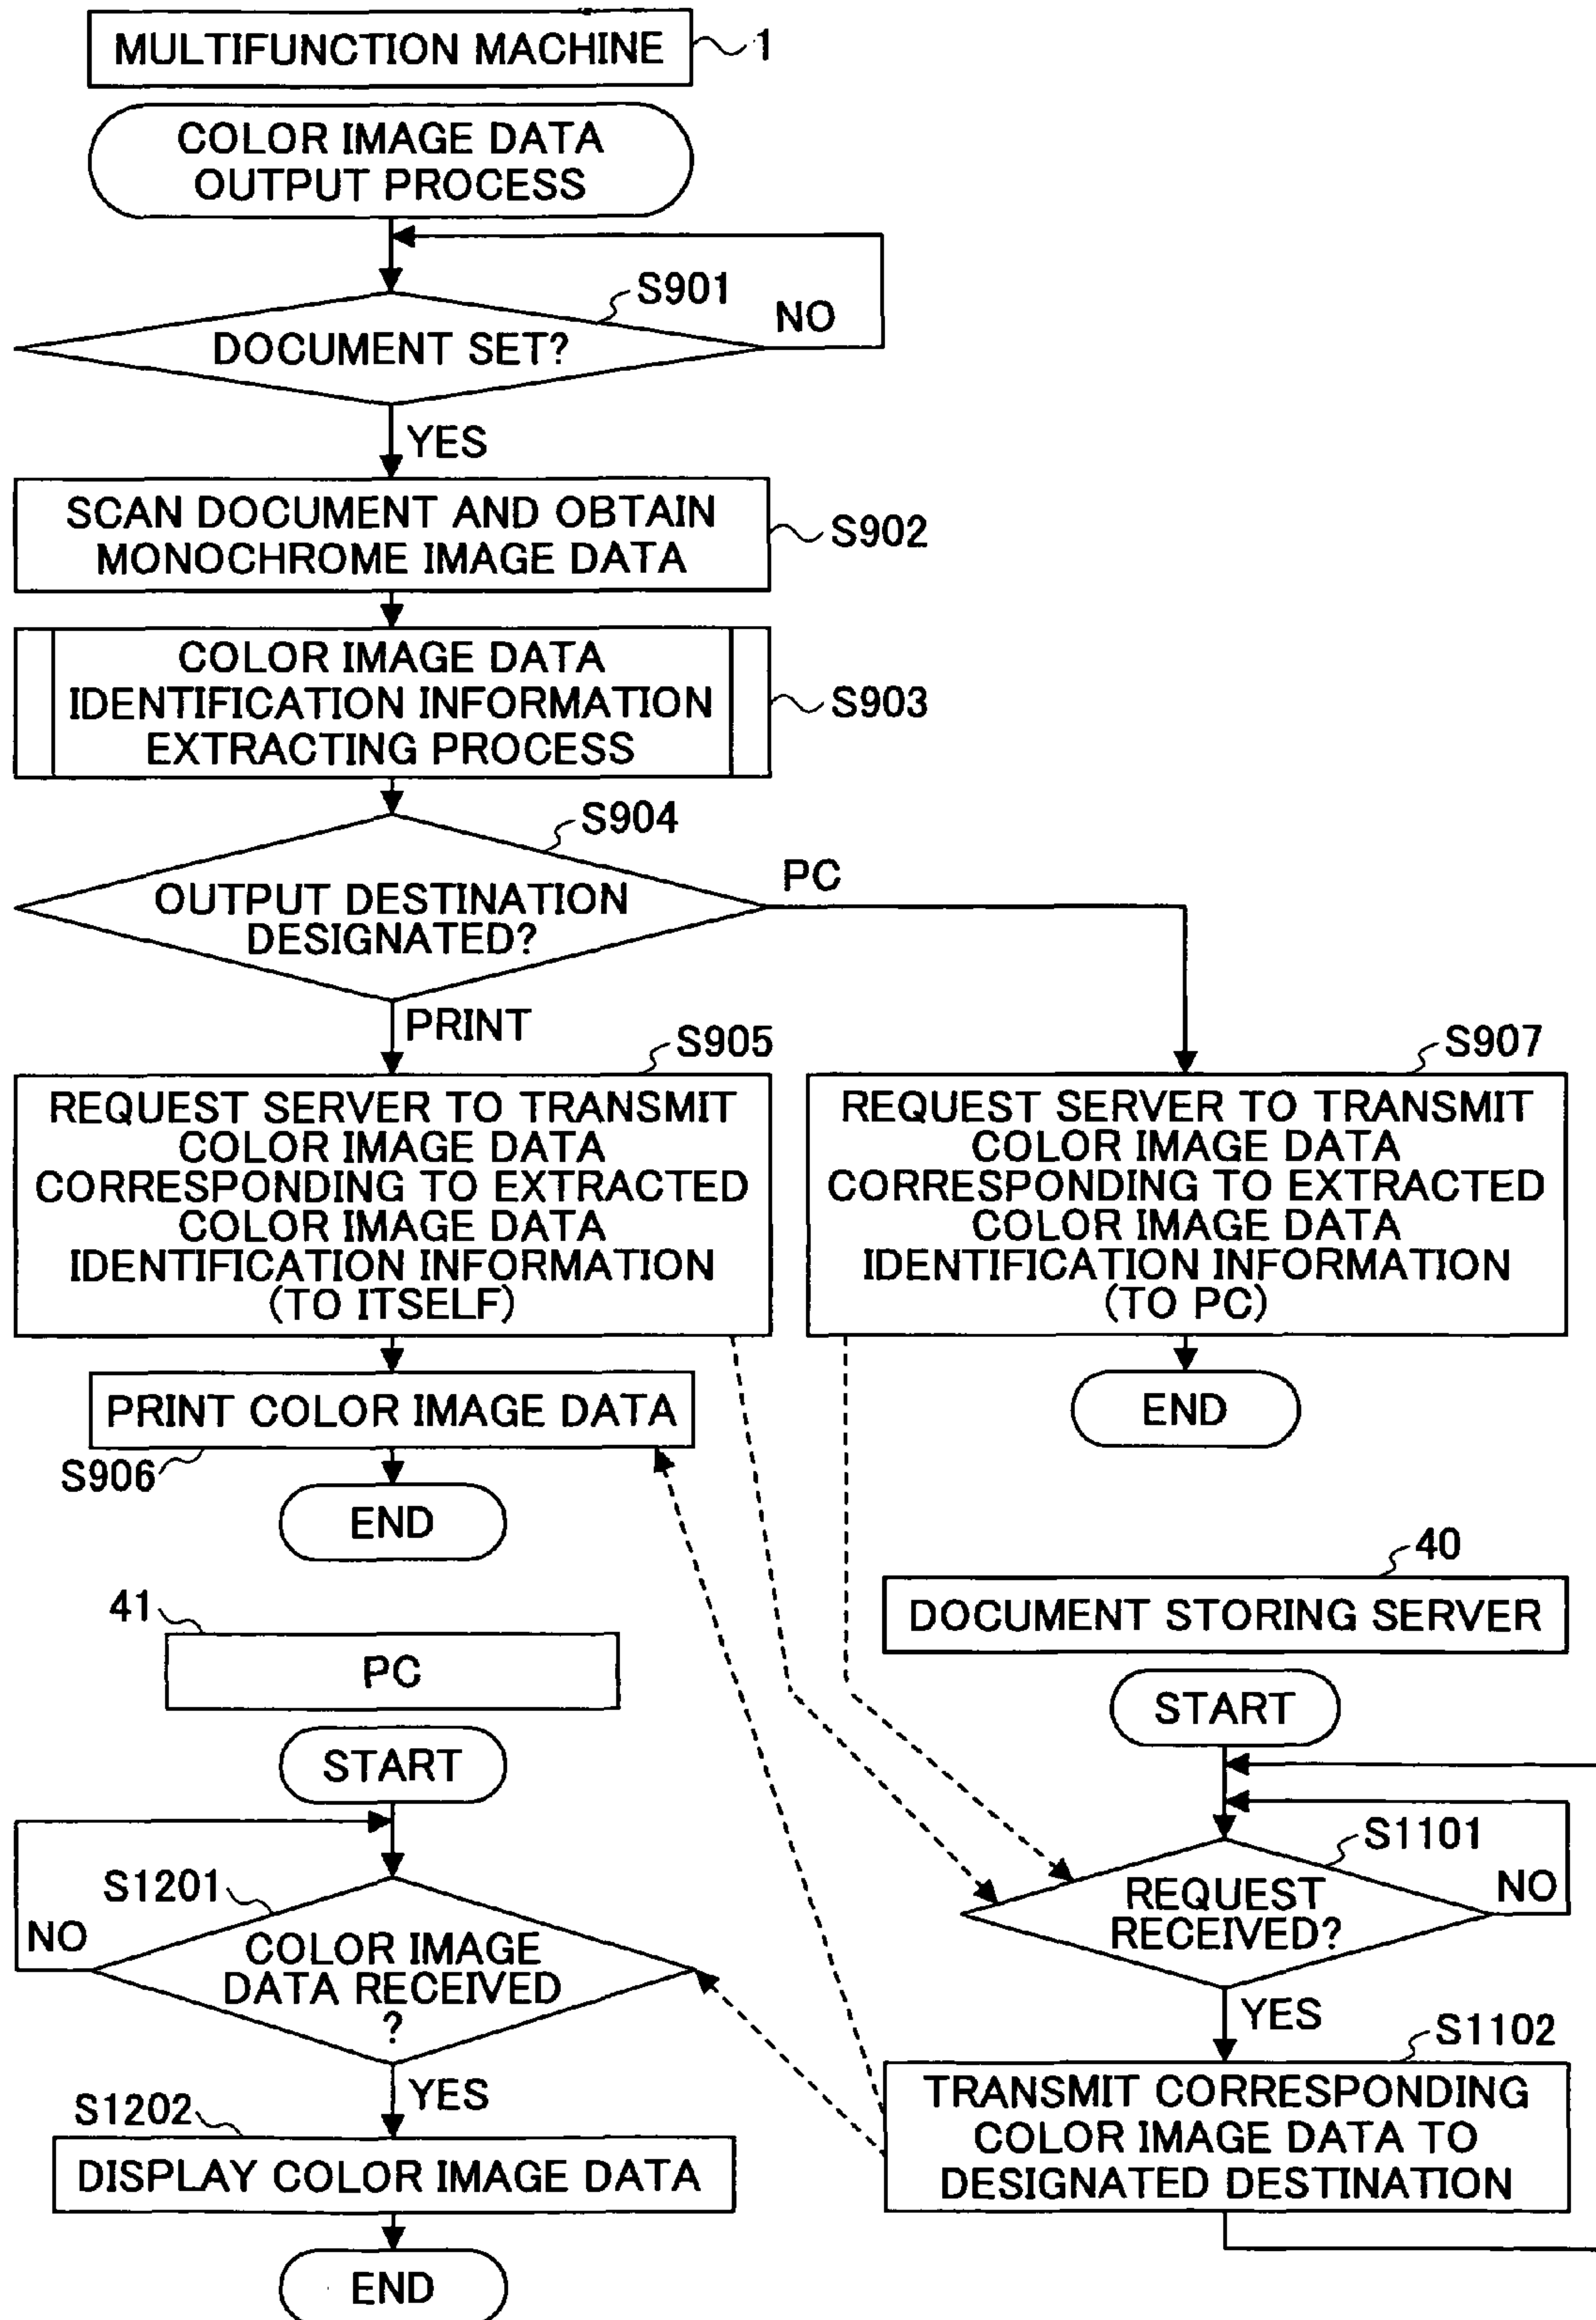 MULTIFUNCTION MACHINE
1
COLOR IMAGE DATA
OUTPUT PROCESS
S901
NO
DOCUMENT SET?
YES
SCAN DOCUMENT AND OBTAIN
MONOCHROME IMAGE DATA
S902
COLOR IMAGE DATA
IDENTIFICATION INFORMATION
EXTRACTING PROCESS
S903
S904
PC
OUTPUT DESTINATION
DESIGNATED?
PRINT
S905
REQUEST SERVER TO TRANSMIT
COLOR IMAGE DATA
CORRESPONDING TO EXTRACTED
COLOR IMAGE DATA
IDENTIFICATION INFORMATION
(TO ITSELF)
S907
REQUEST SERVER TO TRANSMIT
COLOR IMAGE DATA
CORRESPONDING TO EXTRACTED
COLOR IMAGE DATA
IDENTIFICATION INFORMATION
(TO PC)
PRINT COLOR IMAGE DATA
S906
END
END
40
DOCUMENT STORING SERVER
START
S1101
REQUEST
RECEIVED?
NO
YES
S1102
TRANSMIT CORRESPONDING
COLOR IMAGE DATA TO
DESIGNATED DESTINATION
41
PC
START
S1201
NO
COLOR IMAGE
DATA RECEIVED
?
YES
S1202
DISPLAY COLOR IMAGE DATA
END